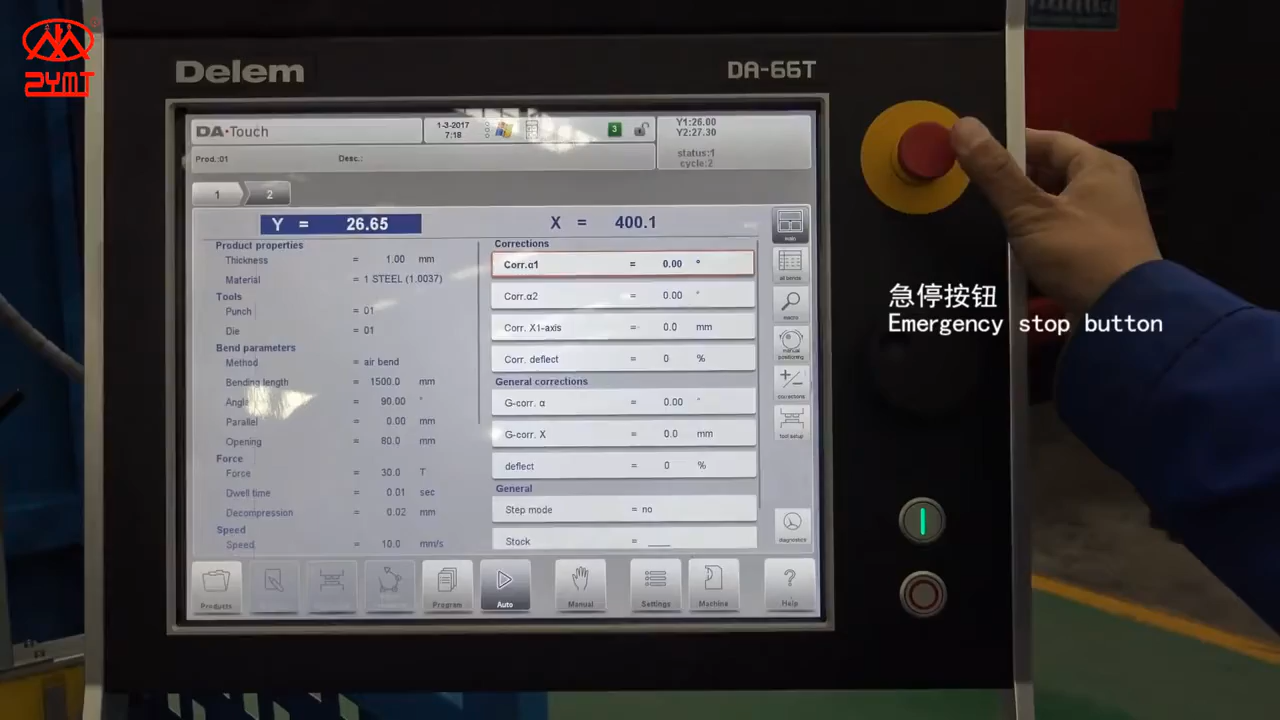 ZYMT
Delem
DA-66T
DA·Touch
1-3-2017
7:18
3
Y1:26.00
Y2:27.30
status:1
cycle:2
Prod.:01
Desc.:
1
2
Y = 26.65
X = 400.1
Product properties
Thickness = 1.00 mm
Material = 1 STEEL (1.0037)
Tools
Punch = 01
Die = 01
Bend parameters
Method = air bend
Bending length = 1500.0 mm
Angle = 90.00 °
Parallel = 0.00 mm
Opening = 80.0 mm
Force
Force = 30.0 T
Dwell time = 0.01 sec
Decompression = 0.02 mm
Speed
Speed = 10.0 mm/s
Corrections
Corr.α1 = 0.00 °
Corr.α2 = 0.00 °
Corr. X1-axis = 0.0 mm
Corr. deflect = 0 %
General corrections
G-corr. α = 0.00 °
G-corr. X = 0.0 mm
deflect = 0 %
General
Step mode = no
Stock =
main
all bends
macro
manual
positioning
corrections
tool setup
diagnostics
Products
Program
Auto
Manual
Settings
Machine
Help
急停按钮
Emergency stop button